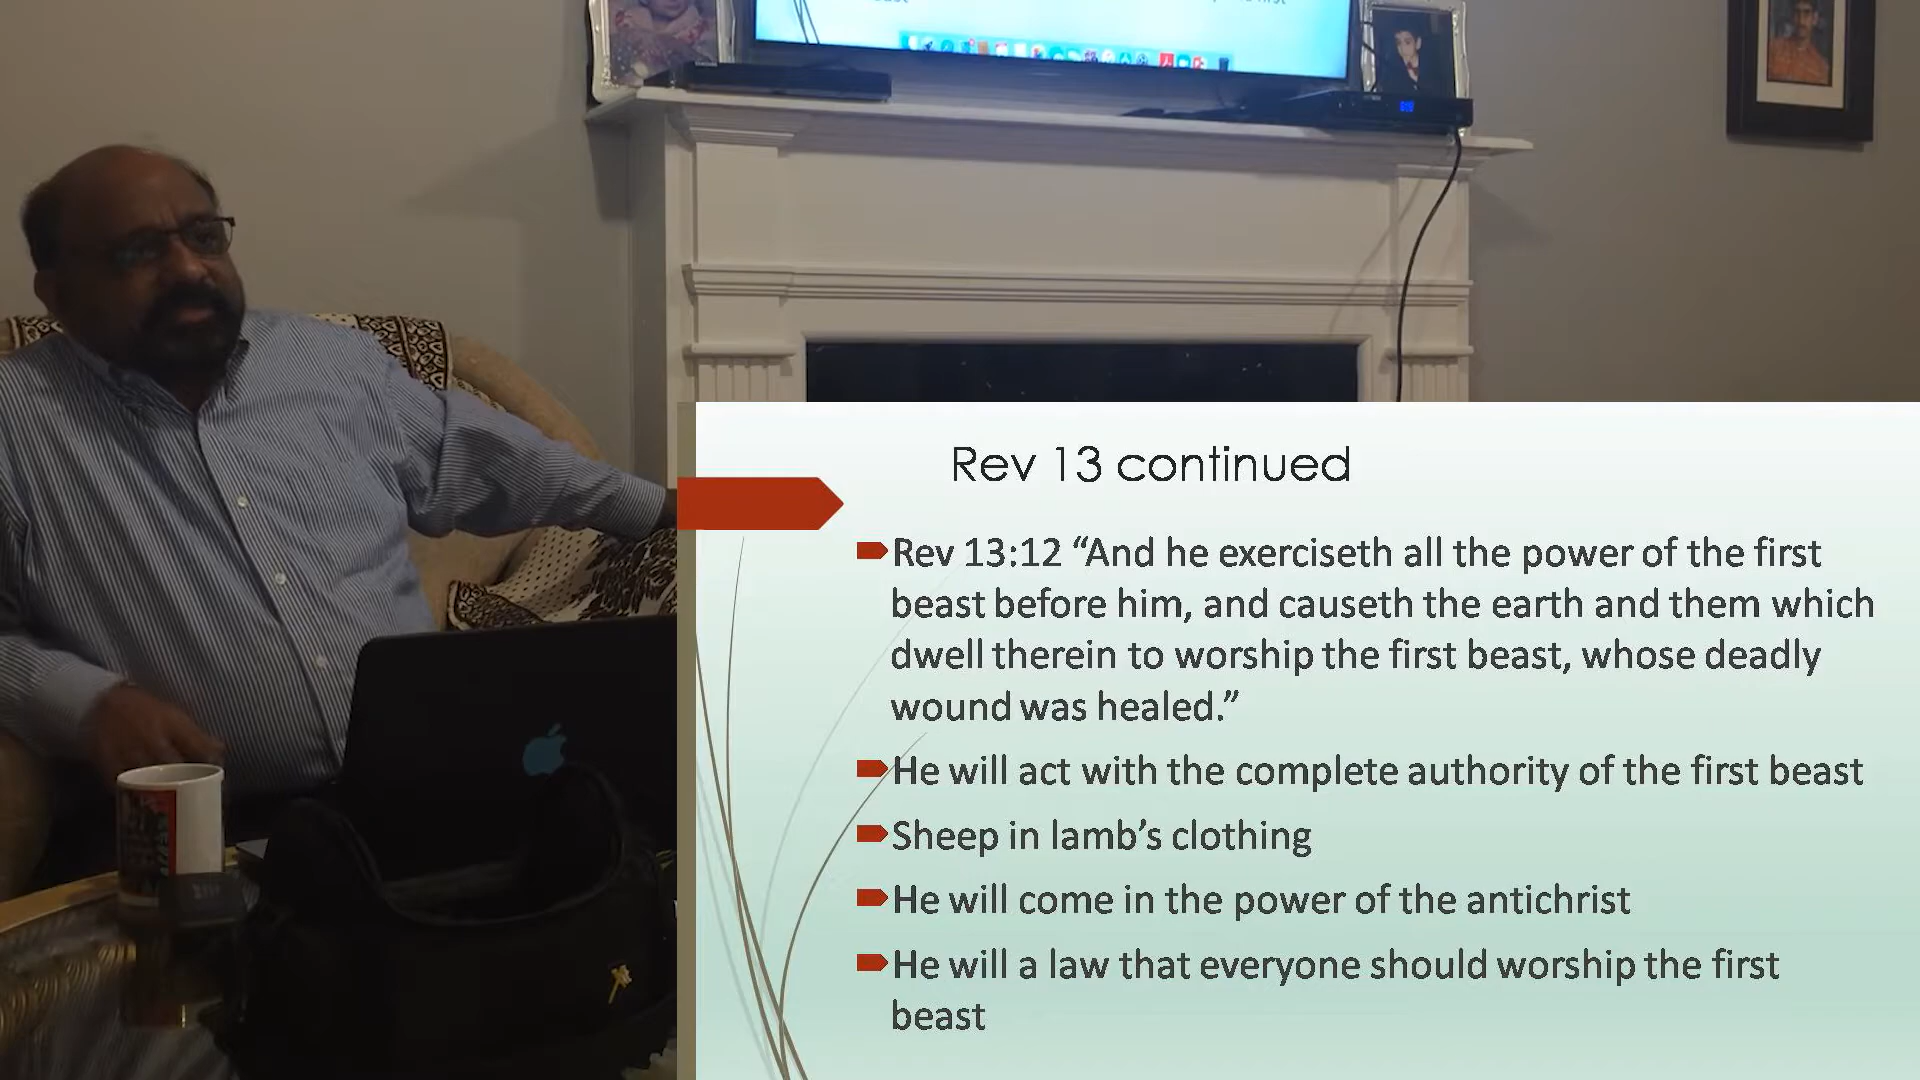 Rev 13 continued
Rev 13:12 “And he exerciseth all the power of the first
beast before him, and causeth the earth and them which
dwell therein to worship the first beast, whose deadly
wound was healed.”
He will act with the complete authority of the first beast
Sheep in lamb’s clothing
He will come in the power of the antichrist
He will a law that everyone should worship the first
beast